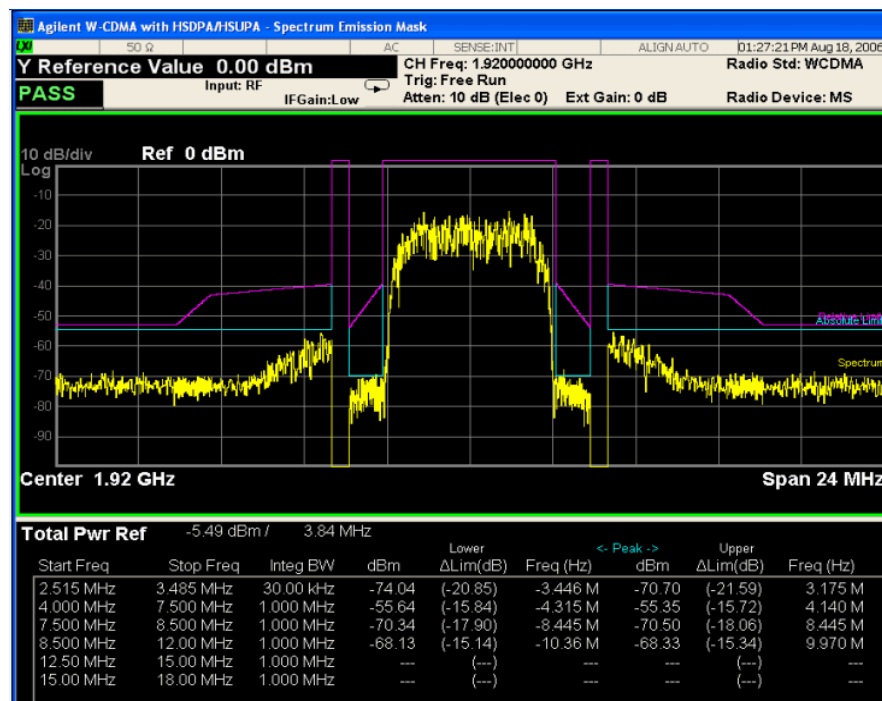 Agilent W-CDMA with HSDPA/HSUPA - Spectrum Emission Mask
LXI 50 Ω AC SENSE:INT ALIGN AUTO 01:27:21 PM Aug 18, 2006
Y Reference Value 0.00 dBm CH Freq: 1.920000000 GHz Radio Std: WCDMA
Trig: Free Run
PASS Input: RF IFGain:Low Atten: 10 dB (Elec 0) Ext Gain: 0 dB Radio Device: MS
10 dB/div Ref 0 dBm
Log
-10
-20
-30
-40
-50
Relative Limit
Absolute Limit
-60
Spectrum
-70
-80
-90
Center 1.92 GHz Span 24 MHz
Total Pwr Ref -5.49 dBm / 3.84 MHz
Lower <- Peak -> Upper
Start Freq Stop Freq Integ BW dBm ΔLim(dB) Freq (Hz) dBm ΔLim(dB) Freq (Hz)
2.515 MHz 3.485 MHz 30.00 kHz -74.04 (-20.85) -3.446 M -70.70 (-21.59) 3.175 M
4.000 MHz 7.500 MHz 1.000 MHz -55.64 (-15.84) -4.315 M -55.35 (-15.72) 4.140 M
7.500 MHz 8.500 MHz 1.000 MHz -70.34 (-17.90) -8.445 M -70.50 (-18.06) 8.445 M
8.500 MHz 12.00 MHz 1.000 MHz -68.13 (-15.14) -10.36 M -68.33 (-15.34) 9.970 M
12.50 MHz 15.00 MHz 1.000 MHz --- (---) --- --- (---) ---
15.00 MHz 18.00 MHz 1.000 MHz --- (---) --- --- (---) ---